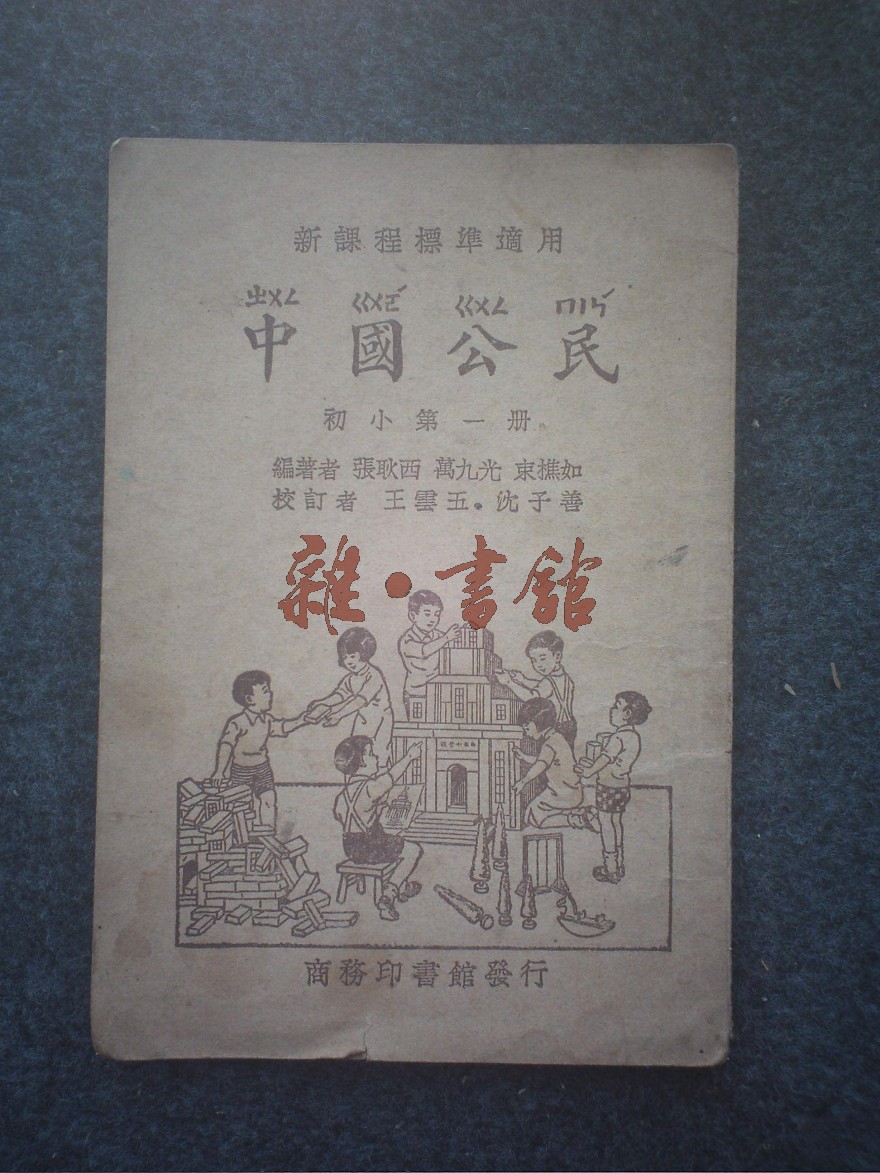 新課程標準適用
ㄓㄨㄥ ㄍㄨㄛˊ ㄍㄨㄥ ㄇㄧㄣˊ
中國公民
初小第一册
編著者 張耿西 萬九光 束樵如
校訂者 王雲五・沈子善
雜・書館
商務印書館發行